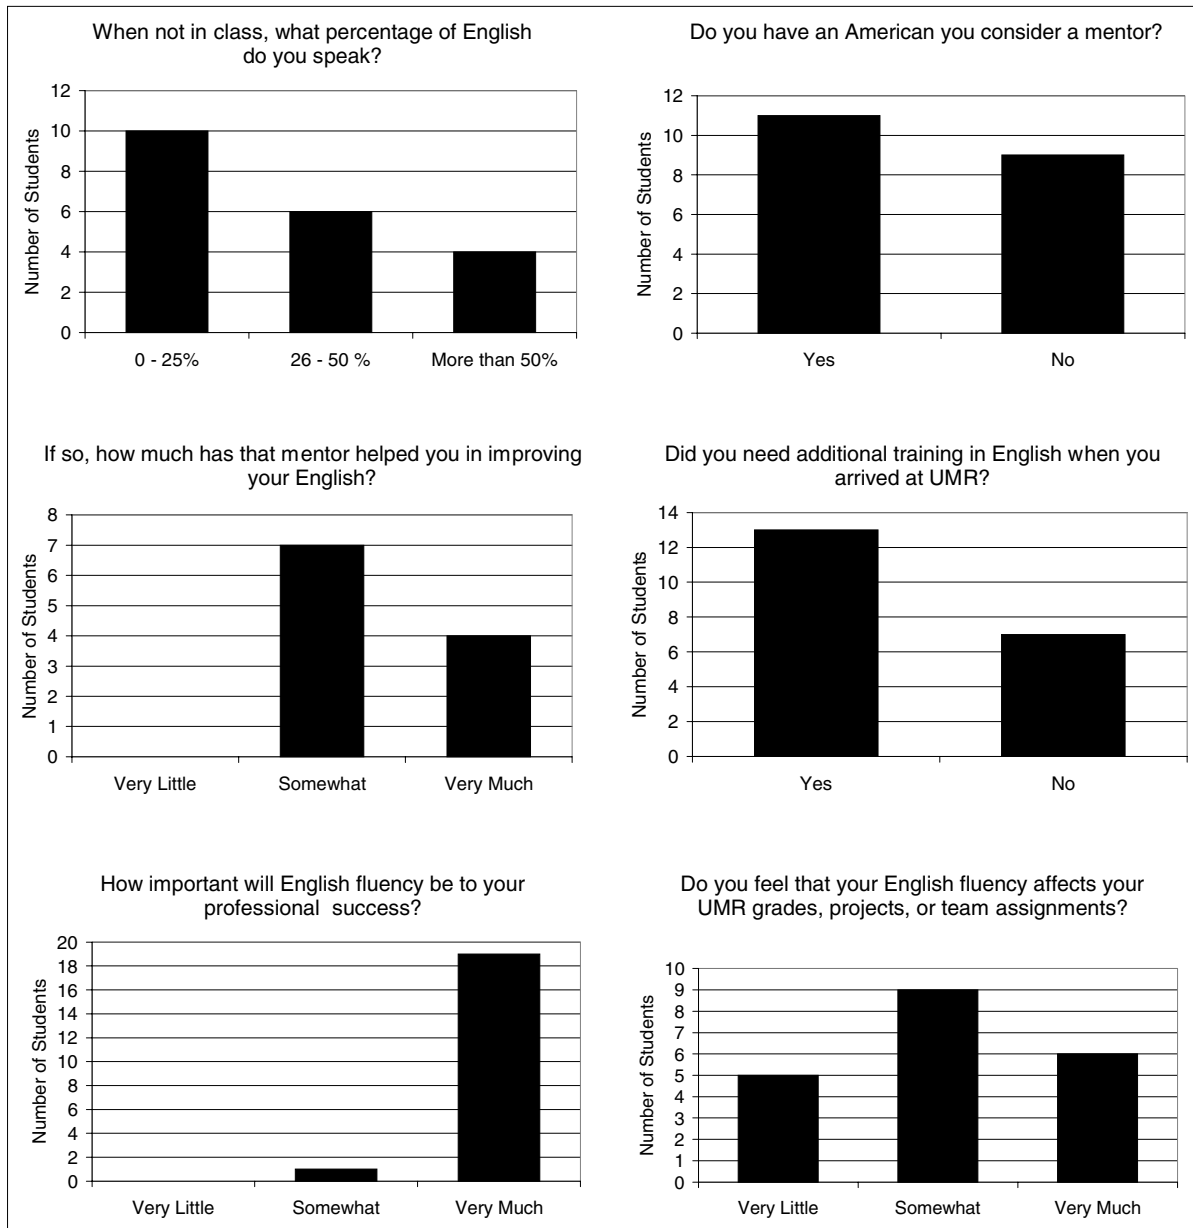 When not in class, what percentage of English
do you speak?
12
10
8
6
4
2
0
Number of Students
0 - 25%
26 - 50 %
More than 50%
Do you have an American you consider a mentor?
12
10
8
6
4
2
0
Number of Students
Yes
No
If so, how much has that mentor helped you in improving
your English?
8
7
6
5
4
3
2
1
0
Number of Students
Very Little
Somewhat
Very Much
Did you need additional training in English when you
arrived at UMR?
14
12
10
8
6
4
2
0
Number of Students
Yes
No
How important will English fluency be to your
professional success?
20
18
16
14
12
10
8
6
4
2
0
Number of Students
Very Little
Somewhat
Very Much
Do you feel that your English fluency affects your
UMR grades, projects, or team assignments?
10
9
8
7
6
5
4
3
2
1
0
Number of Students
Very Little
Somewhat
Very Much